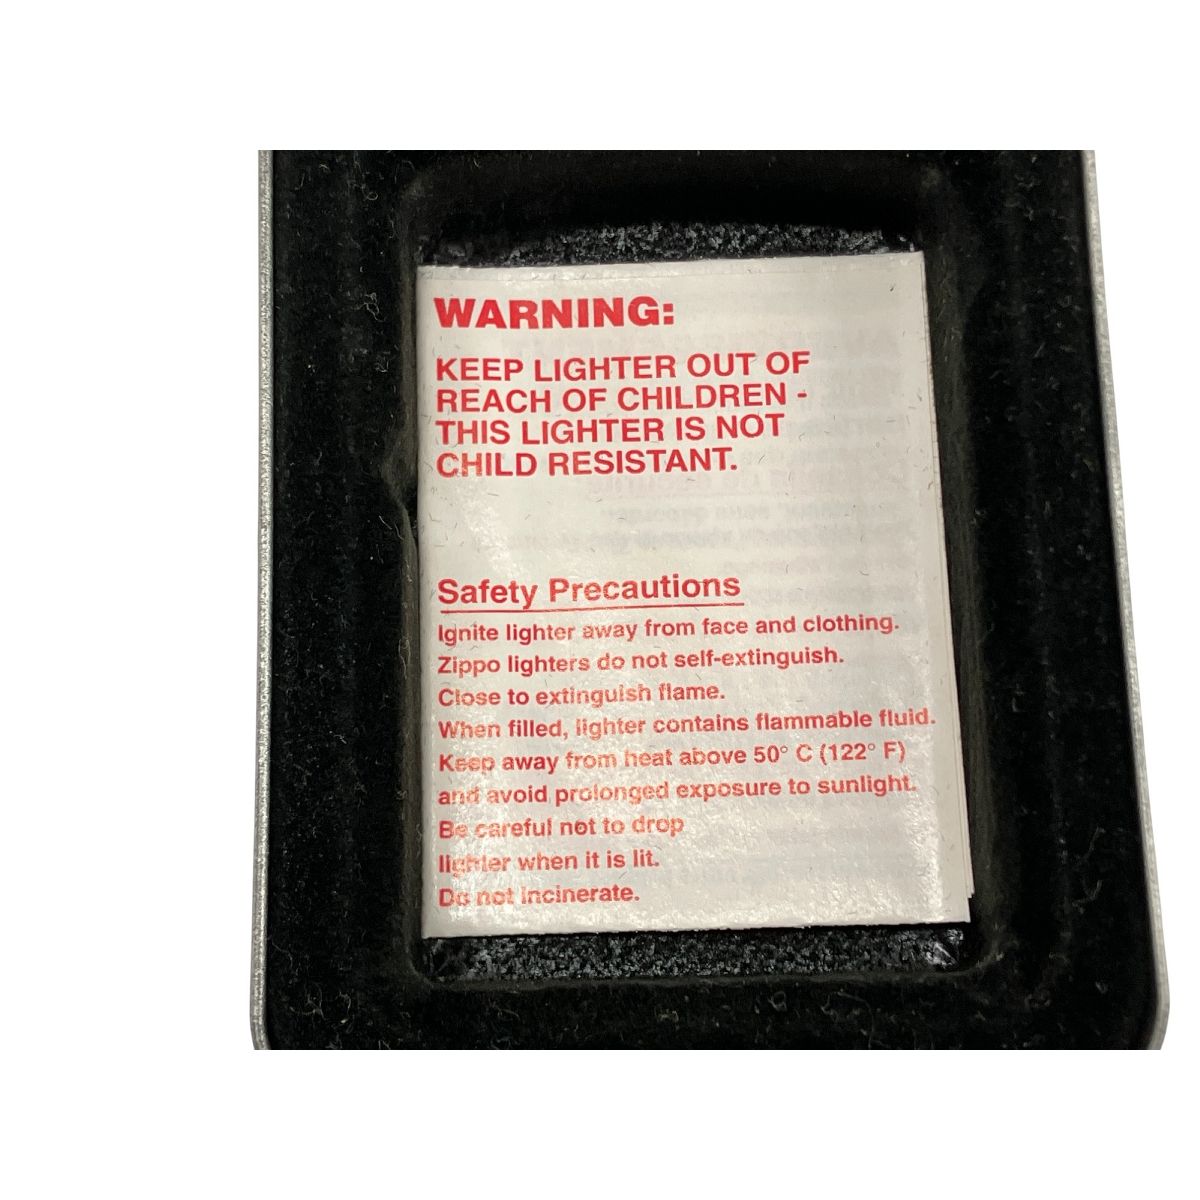 WARNING:
KEEP LIGHTER OUT OF
REACH OF CHILDREN -
THIS LIGHTER IS NOT
CHILD RESISTANT.
Safety Precautions
Ignite lighter away from face and clothing.
Zippo lighters do not self-extinguish.
Close to extinguish flame.
When filled, lighter contains flammable fluid.
Keep away from heat above 50° C (122° F)
and avoid prolonged exposure to sunlight.
Be careful not to drop
lighter when it is lit.
Do not incinerate.